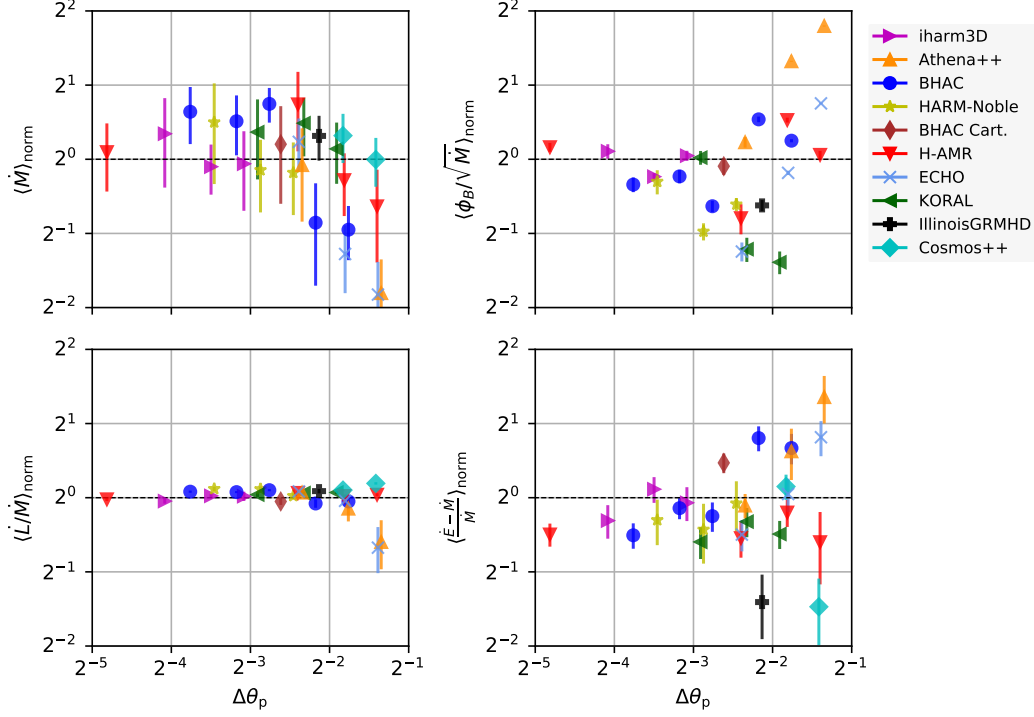 2^2
2^1
2^0
2^-1
2^-2
⟨Ṁ⟩norm
2^2
2^1
2^0
2^-1
2^-2
⟨ϕ_B/√Ṁ⟩norm
iharm3D
Athena++
BHAC
HARM-Noble
BHAC Cart.
H-AMR
ECHO
KORAL
IllinoisGRMHD
Cosmos++
2^2
2^1
2^0
2^-1
2^-2
⟨L̇/Ṁ⟩norm
2^-5 2^-4 2^-3 2^-2 2^-1
Δθ_p
2^2
2^1
2^0
2^-1
2^-2
⟨(Ė − Ṁ)/Ṁ⟩norm
2^-5 2^-4 2^-3 2^-2 2^-1
Δθ_p